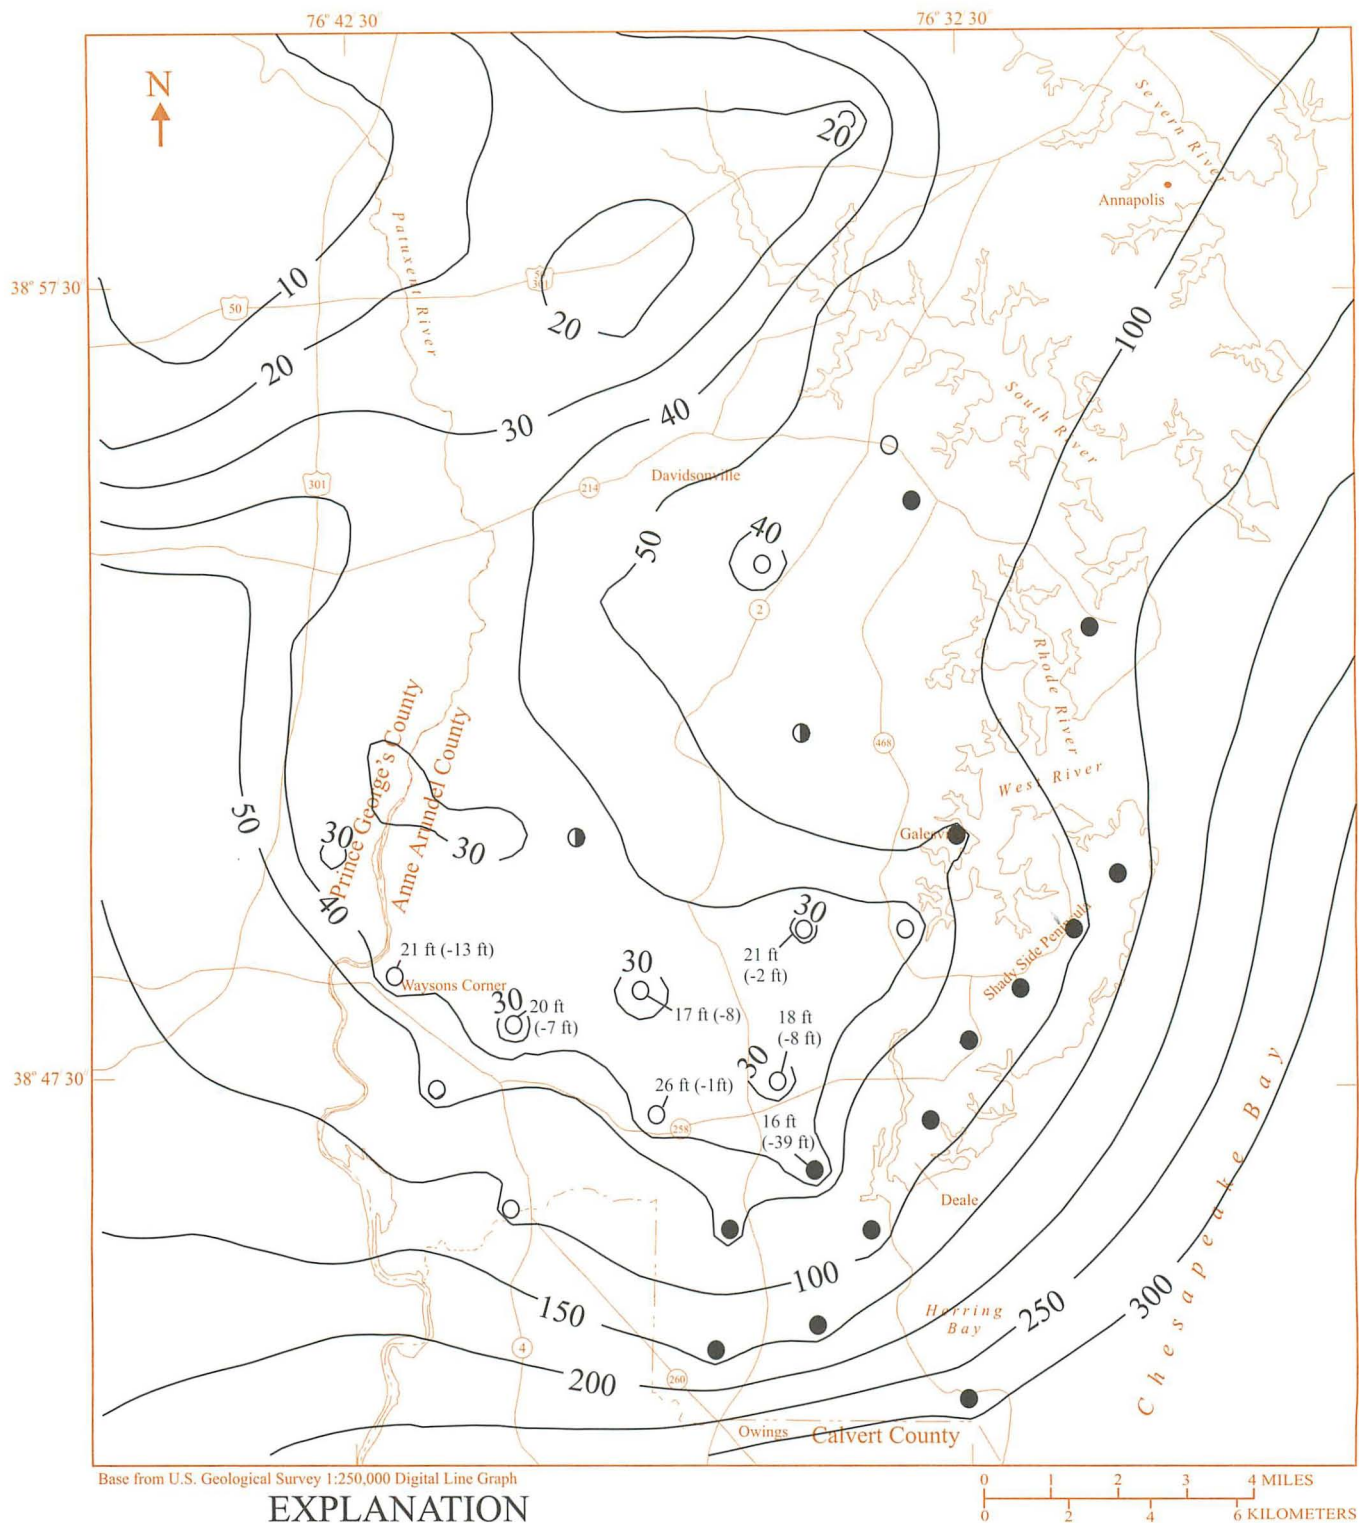 76° 42' 30"
76° 32' 30"
N
Severn River
20
Annapolis
Patuxent River
38° 57' 30"
10
50
50
301
20
100
20
30
40
South River
Davidsonville
301
214
50
40
2
Rhode River
Prince George's County
Anne Arundel County
468
West River
50
30
30
Galesville
40
30
Shady Side Peninsula
21 ft (-13 ft)
21 ft
(-2 ft)
Waysons Corner
30
30
20 ft
(-7 ft)
17 ft (-8)
18 ft
(-8 ft)
30
38° 47' 30"
26 ft (-1ft)
258
16 ft
(-39 ft)
Deale
Chesapeake Bay
100
150
Herring
Bay
250
300
4
200
260
Owings
Calvert County
Base from U.S. Geological Survey 1:250,000 Digital Line Graph
0 1 2 3 4 MILES
0 2 4 6 KILOMETERS
EXPLANATION